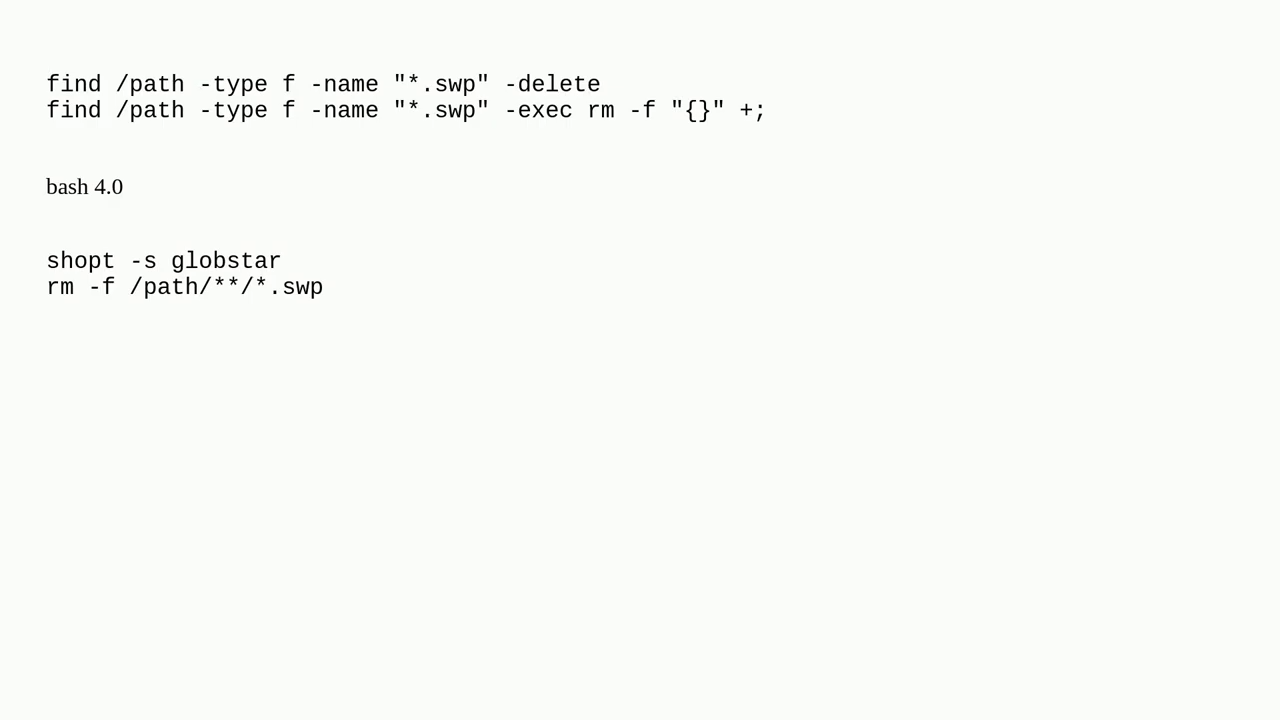 find /path -type f -name "*.swp" -delete
find /path -type f -name "*.swp" -exec rm -f "{}" +;
bash 4.0
shopt -s globstar
rm -f /path/**/*.swp